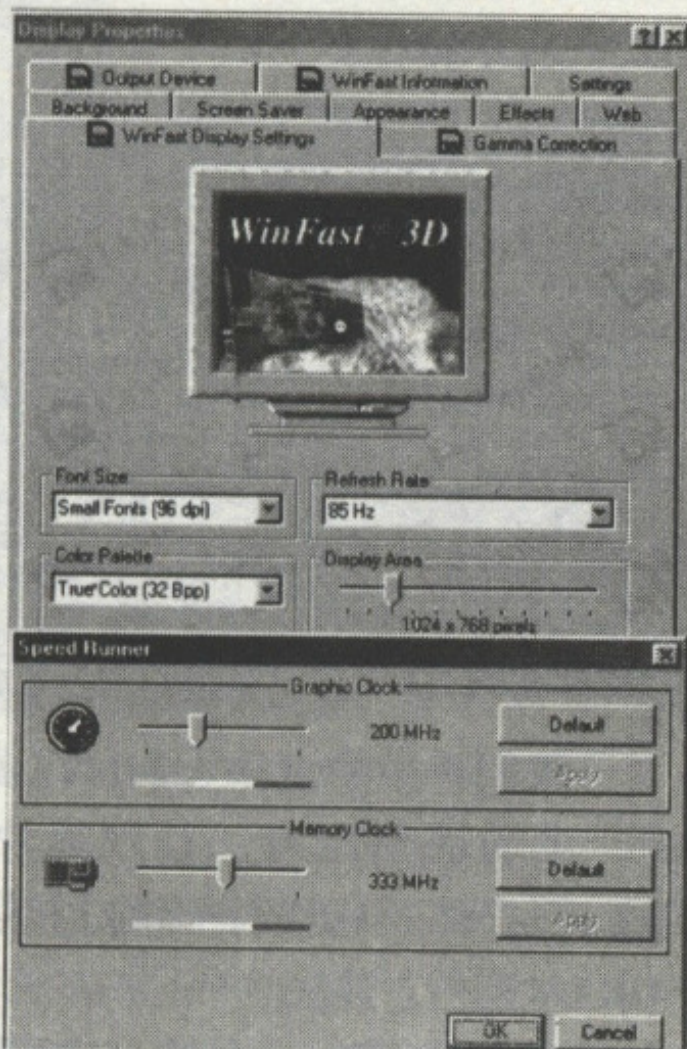 Display Properties
Output Device
WinFast Information
Settings
Background
Screen Saver
Appearance
Effects
Web
WinFast Display Settings
Gamma Correction
WinFast 3D
Font Size
Refresh Rate
Small Fonts (96 dpi)
85 Hz
Color Palette
Display Area
True Color (32 Bpp)
1024 x 768 pixels
Speed Runner
Graphic Clock
200 MHz
Default
Apply
Memory Clock
333 MHz
Default
Apply
OK
Cancel